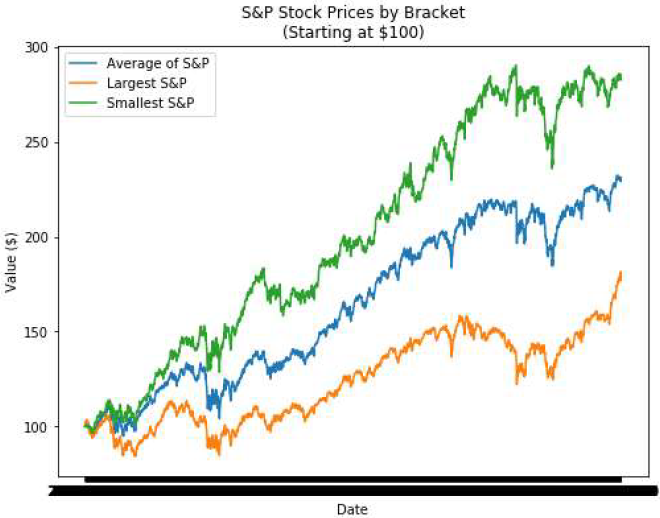 S&P Stock Prices by Bracket
(Starting at $100)
Average of S&P
Largest S&P
Smallest S&P
300
250
200
150
100
Value ($)
Date